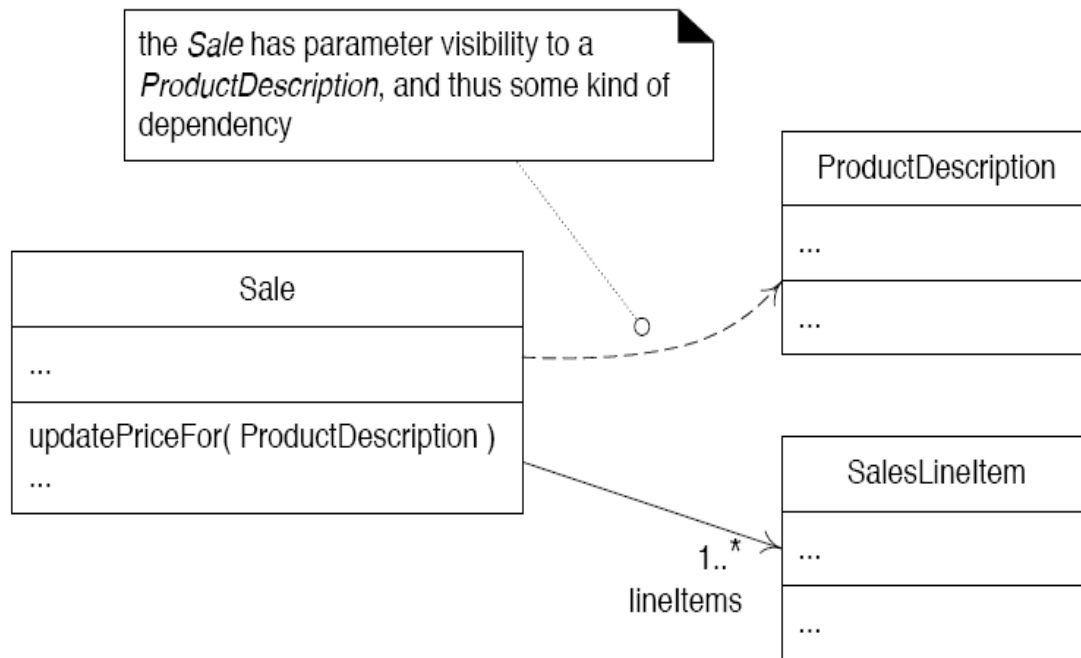 the Sale has parameter visibility to a
ProductDescription, and thus some kind of
dependency
ProductDescription
...
...
Sale
...
updatePriceFor( ProductDescription )
...
SalesLineItem
...
...
1..*
lineItems